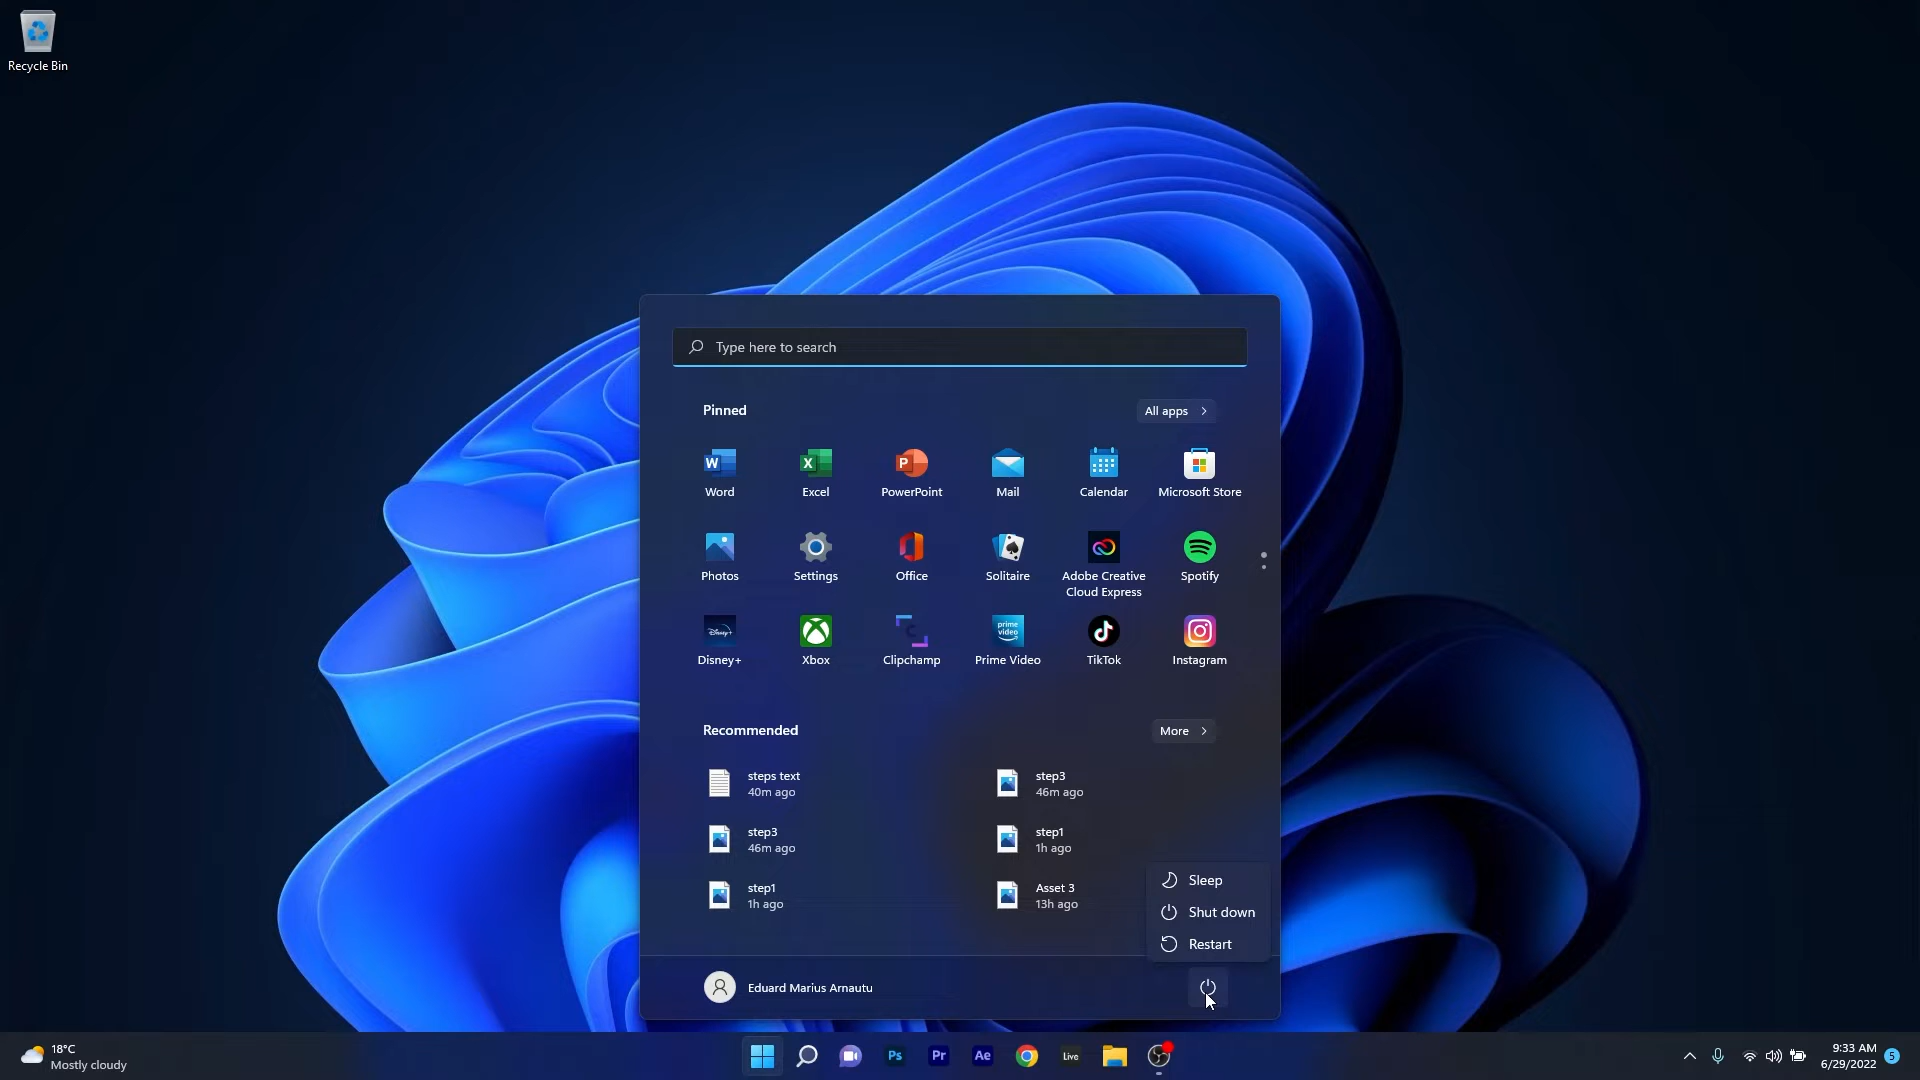 Recycle Bin
Type here to search
Pinned
All apps
Word
Excel
PowerPoint
Mail
Calendar
Microsoft Store
Photos
Settings
Office
Solitaire
Adobe Creative
Cloud Express
Spotify
Disney+
Xbox
Clipchamp
prime
video
Prime Video
TikTok
Instagram
Recommended
More
steps text
40m ago
step3
46m ago
step3
46m ago
step1
1h ago
step1
1h ago
Asset 3
13h ago
Sleep
Shut down
Restart
Eduard Marius Arnautu
18°C
Mostly cloudy
Ps
Pr
Ae
Live
9:33 AM
6/29/2022
5